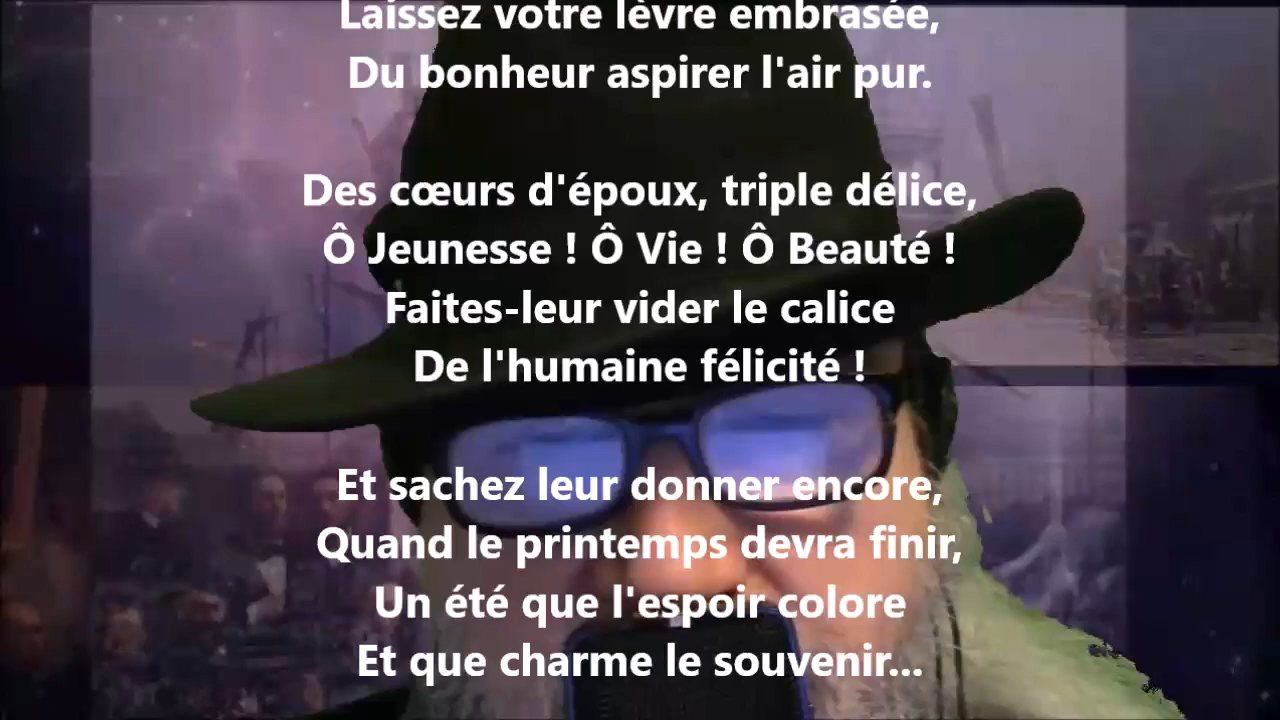 Laissez votre lèvre embrasée,
Du bonheur aspirer l'air pur.
Des cœurs d'époux, triple délice,
Ô Jeunesse ! Ô Vie ! Ô Beauté !
Faites-leur vider le calice
De l'humaine félicité !
Et sachez leur donner encore,
Quand le printemps devra finir,
Un été que l'espoir colore
Et que charme le souvenir...